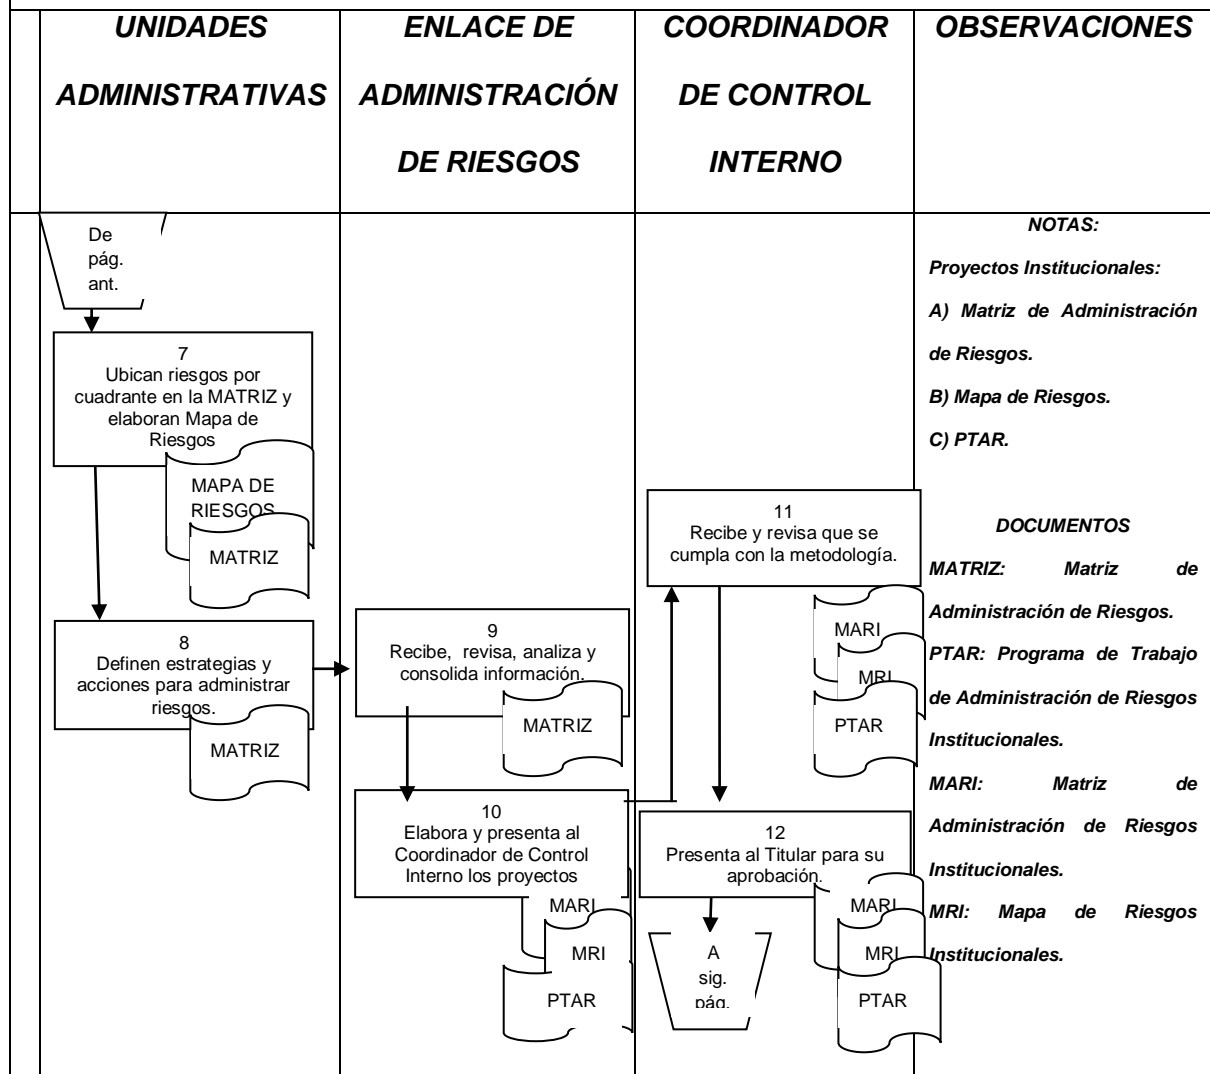 UNIDADES
ADMINISTRATIVAS
ENLACE DE
ADMINISTRACIÓN
DE RIESGOS
COORDINADOR
DE CONTROL
INTERNO
OBSERVACIONES
De
pág.
ant.
7
Ubican riesgos por
cuadrante en la MATRIZ y
elaboran Mapa de
Riesgos
MAPA DE
RIESGOS
MATRIZ
8
Definen estrategias y
acciones para administrar
riesgos.
MATRIZ
9
Recibe, revisa, analiza y
consolida información.
MATRIZ
10
Elabora y presenta al
Coordinador de Control
Interno los proyectos
MARI
MRI
PTAR
11
Recibe y revisa que se
cumpla con la metodología.
MARI
MRI
PTAR
12
Presenta al Titular para su
aprobación.
MARI
MRI
PTAR
A
sig.
pág.
NOTAS:
Proyectos Institucionales:
A) Matriz de Administración
de Riesgos.
B) Mapa de Riesgos.
C) PTAR.
DOCUMENTOS
MATRIZ: Matriz de
Administración de Riesgos.
PTAR: Programa de Trabajo
de Administración de Riesgos
Institucionales.
MARI: Matriz de
Administración de Riesgos
Institucionales.
MRI: Mapa de Riesgos
Institucionales.